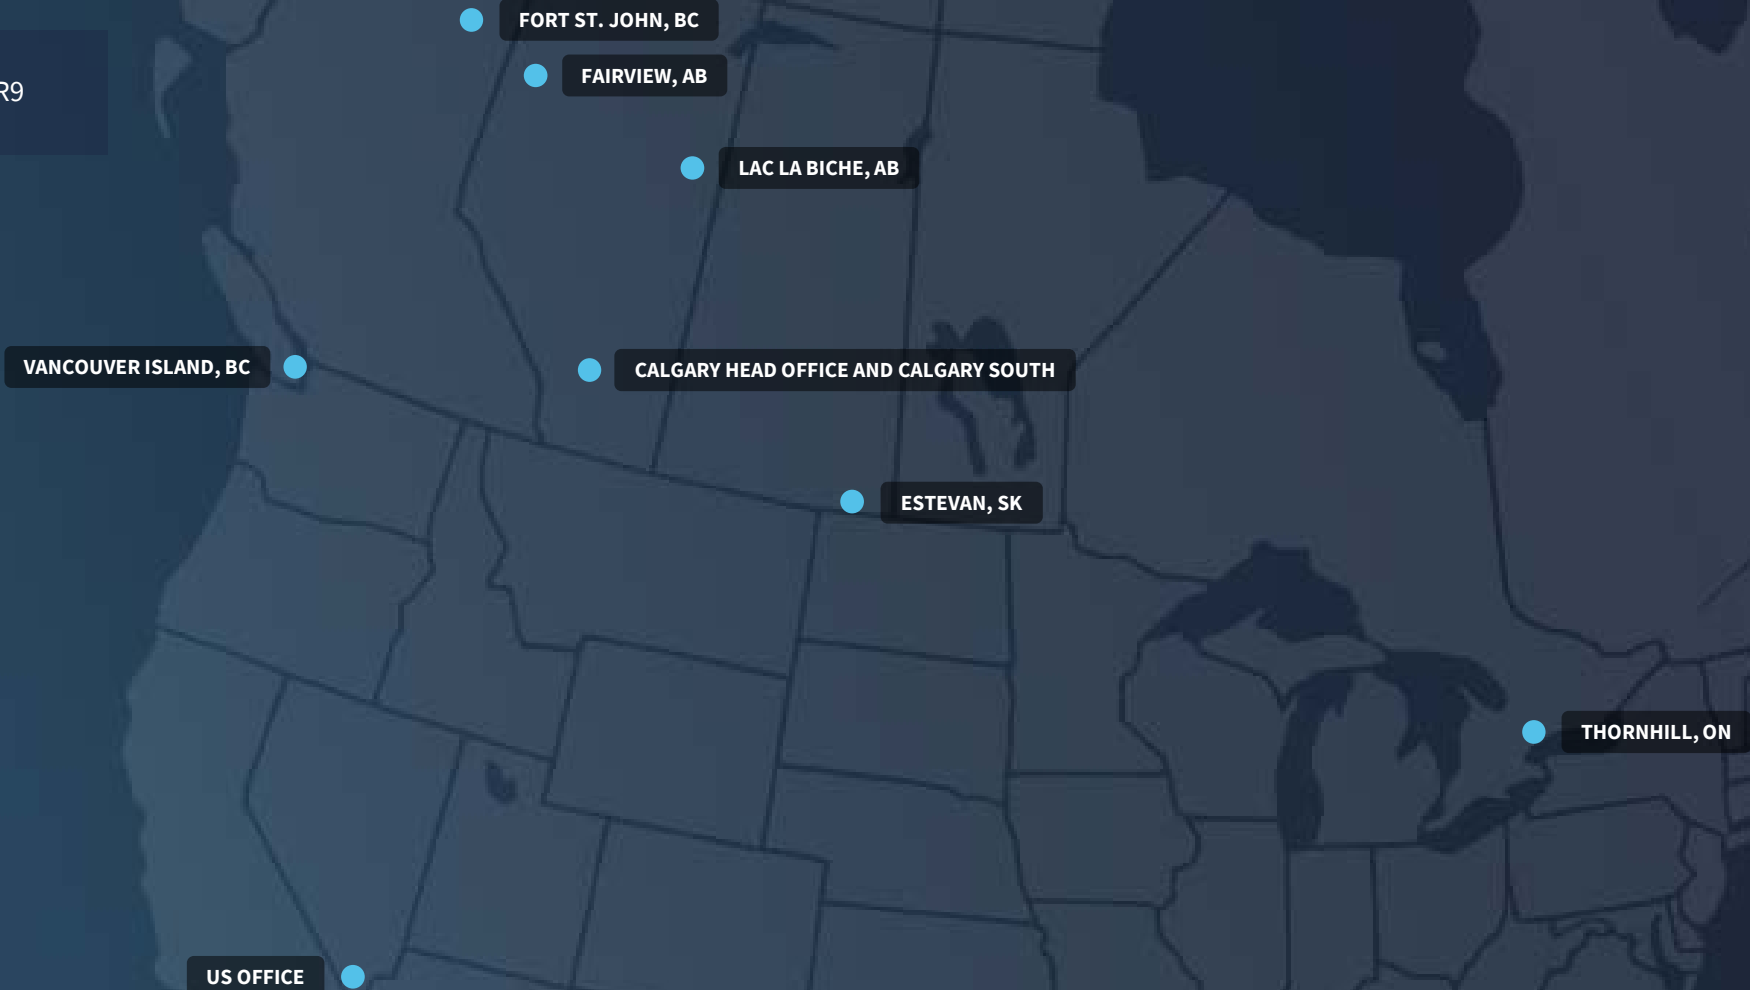 FORT ST. JOHN, BC
FAIRVIEW, AB
R9
LAC LA BICHE, AB
VANCOUVER ISLAND, BC
CALGARY HEAD OFFICE AND CALGARY SOUTH
ESTEVAN, SK
THORNHILL, ON
US OFFICE